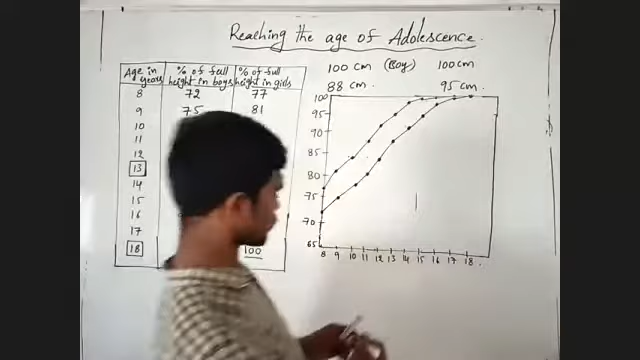 Reaching the age of Adolescence.
100 cm (Boy) 100cm
88 cm. 95 cm.
Age in years % of full height in boys % of full height in girls
8 72 77
9 75 81
10
11
12
13
14
15
16
17
18 100
100
95
90
85
80
75
70
65
8 9 10 11 12 13 14 15 16 17 18